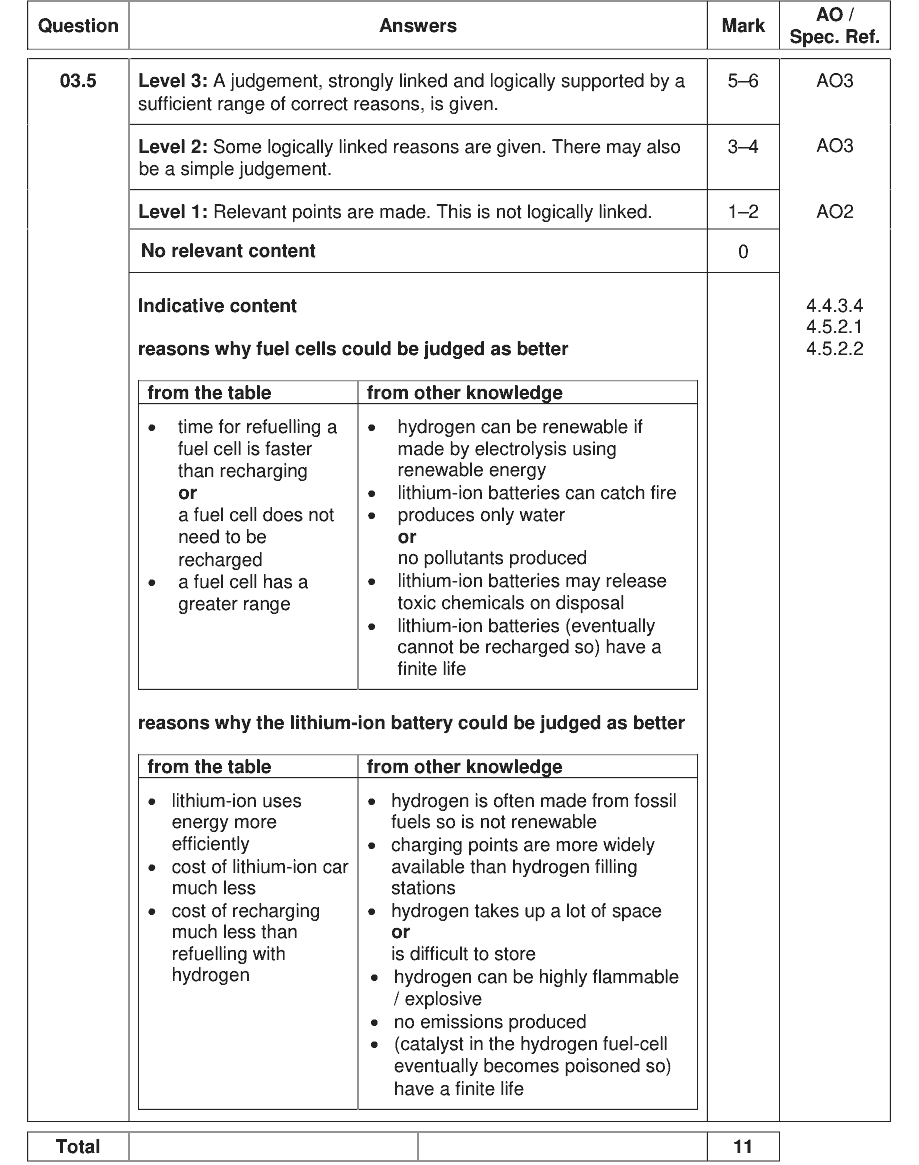 Question Answers Mark AO /
Spec. Ref.
03.5 Level 3: A judgement, strongly linked and logically supported by a 5–6 AO3
sufficient range of correct reasons, is given.
Level 2: Some logically linked reasons are given. There may also 3–4 AO3
be a simple judgement.
Level 1: Relevant points are made. This is not logically linked. 1–2 AO2
No relevant content 0
Indicative content 4.4.3.4
4.5.2.1
reasons why fuel cells could be judged as better 4.5.2.2
from the table
• time for refuelling a
fuel cell is faster
than recharging
or
a fuel cell does not
need to be
recharged
• a fuel cell has a
greater range
from other knowledge
• hydrogen can be renewable if
made by electrolysis using
renewable energy
• lithium-ion batteries can catch fire
• produces only water
or
no pollutants produced
• lithium-ion batteries may release
toxic chemicals on disposal
• lithium-ion batteries (eventually
cannot be recharged so) have a
finite life
reasons why the lithium-ion battery could be judged as better
from the table
• lithium-ion uses
energy more
efficiently
• cost of lithium-ion car
much less
• cost of recharging
much less than
refuelling with
hydrogen
from other knowledge
• hydrogen is often made from fossil
fuels so is not renewable
• charging points are more widely
available than hydrogen filling
stations
• hydrogen takes up a lot of space
or
is difficult to store
• hydrogen can be highly flammable
/ explosive
• no emissions produced
• (catalyst in the hydrogen fuel-cell
eventually becomes poisoned so)
have a finite life
Total 11